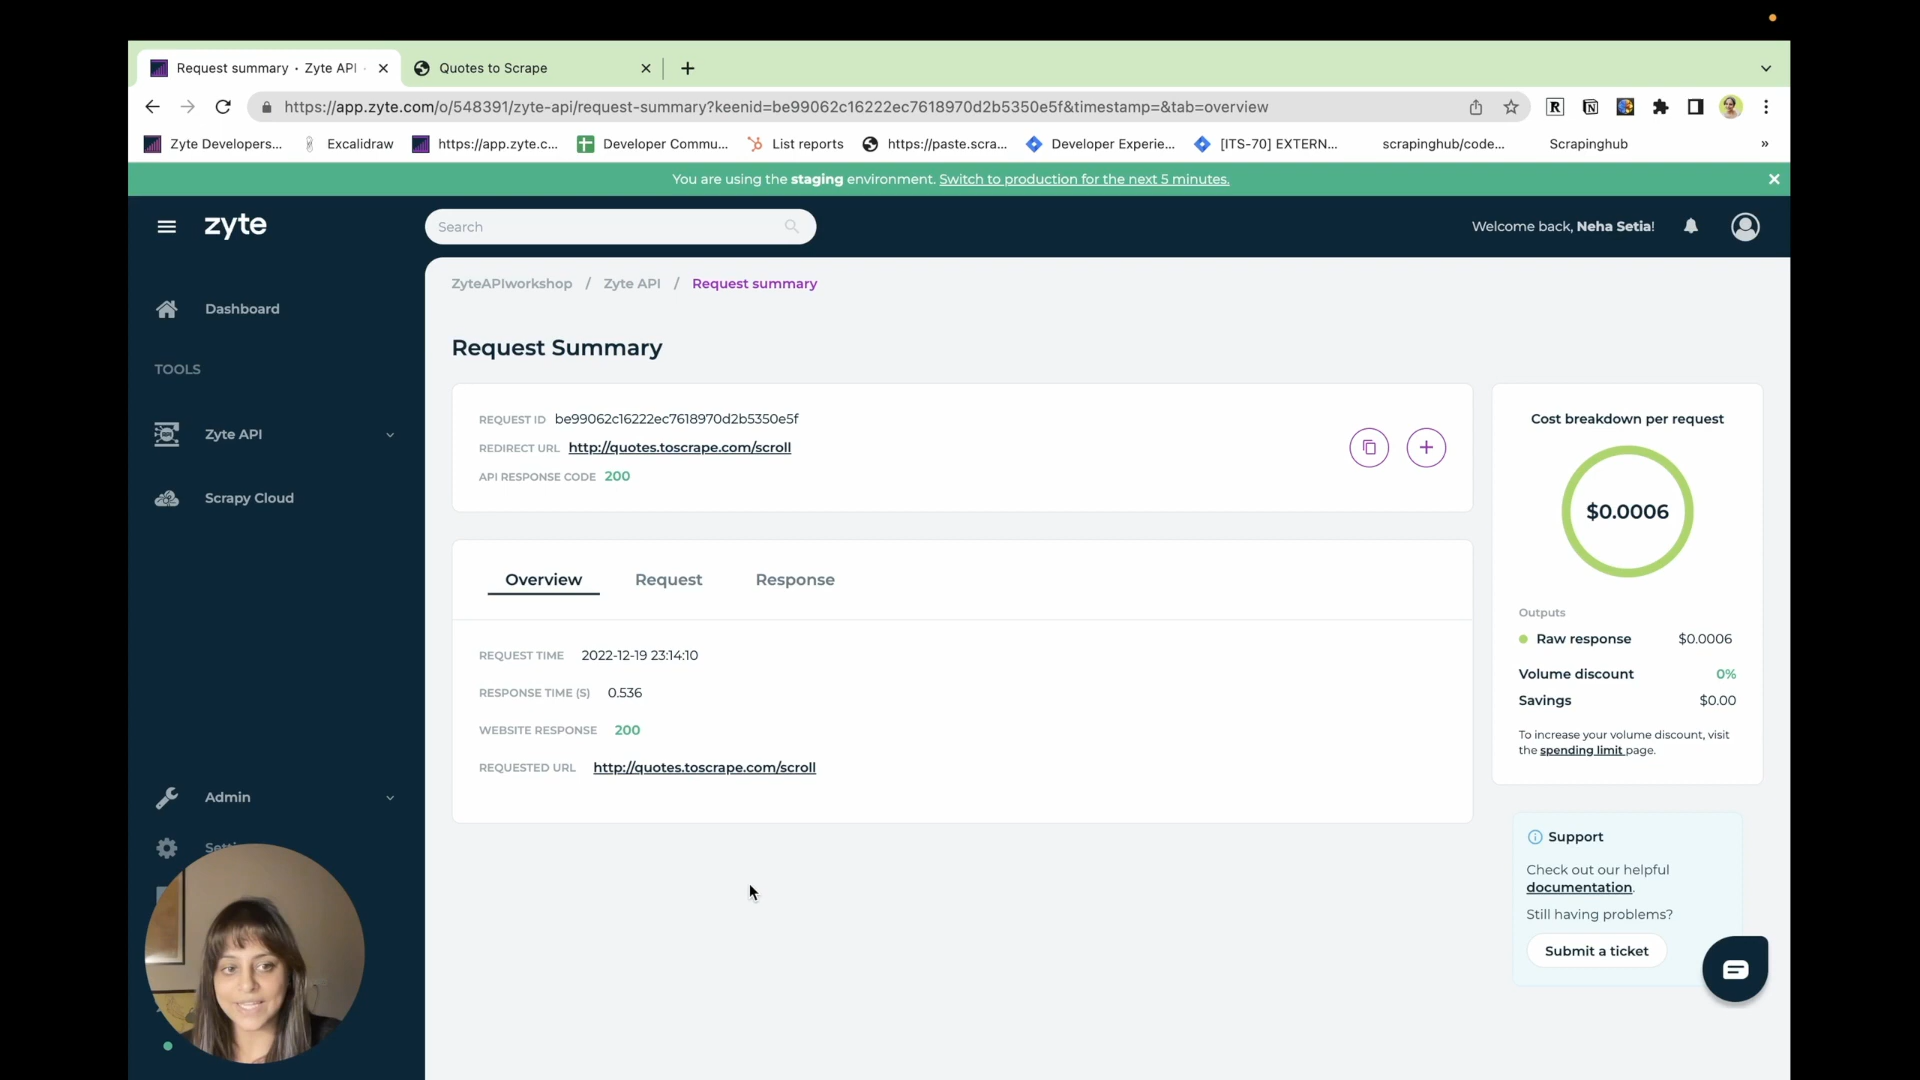 Request summary · Zyte API ·
Quotes to Scrape
https://app.zyte.com/o/548391/zyte-api/request-summary?keenid=be99062c16222ec7618970d2b5350e5f&timestamp=&tab=overview
Zyte Developers...
Excalidraw
https://app.zyte.c...
Developer Commu...
List reports
https://paste.scra...
Developer Experie...
[ITS-70] EXTERN...
scrapinghub/code...
Scrapinghub
»
You are using the staging environment. Switch to production for the next 5 minutes.
zyte
Search
Welcome back, Neha Setia!
Dashboard
TOOLS
Zyte API
Scrapy Cloud
Admin
ZyteAPIworkshop / Zyte API / Request summary
Request Summary
REQUEST ID be99062c16222ec7618970d2b5350e5f
REDIRECT URL http://quotes.toscrape.com/scroll
API RESPONSE CODE 200
Overview
Request
Response
REQUEST TIME 2022-12-19 23:14:10
RESPONSE TIME (S) 0.536
WEBSITE RESPONSE 200
REQUESTED URL http://quotes.toscrape.com/scroll
Cost breakdown per request
$0.0006
Outputs
Raw response $0.0006
Volume discount 0%
Savings $0.00
To increase your volume discount, visit
the spending limit page.
Support
Check out our helpful
documentation.
Still having problems?
Submit a ticket